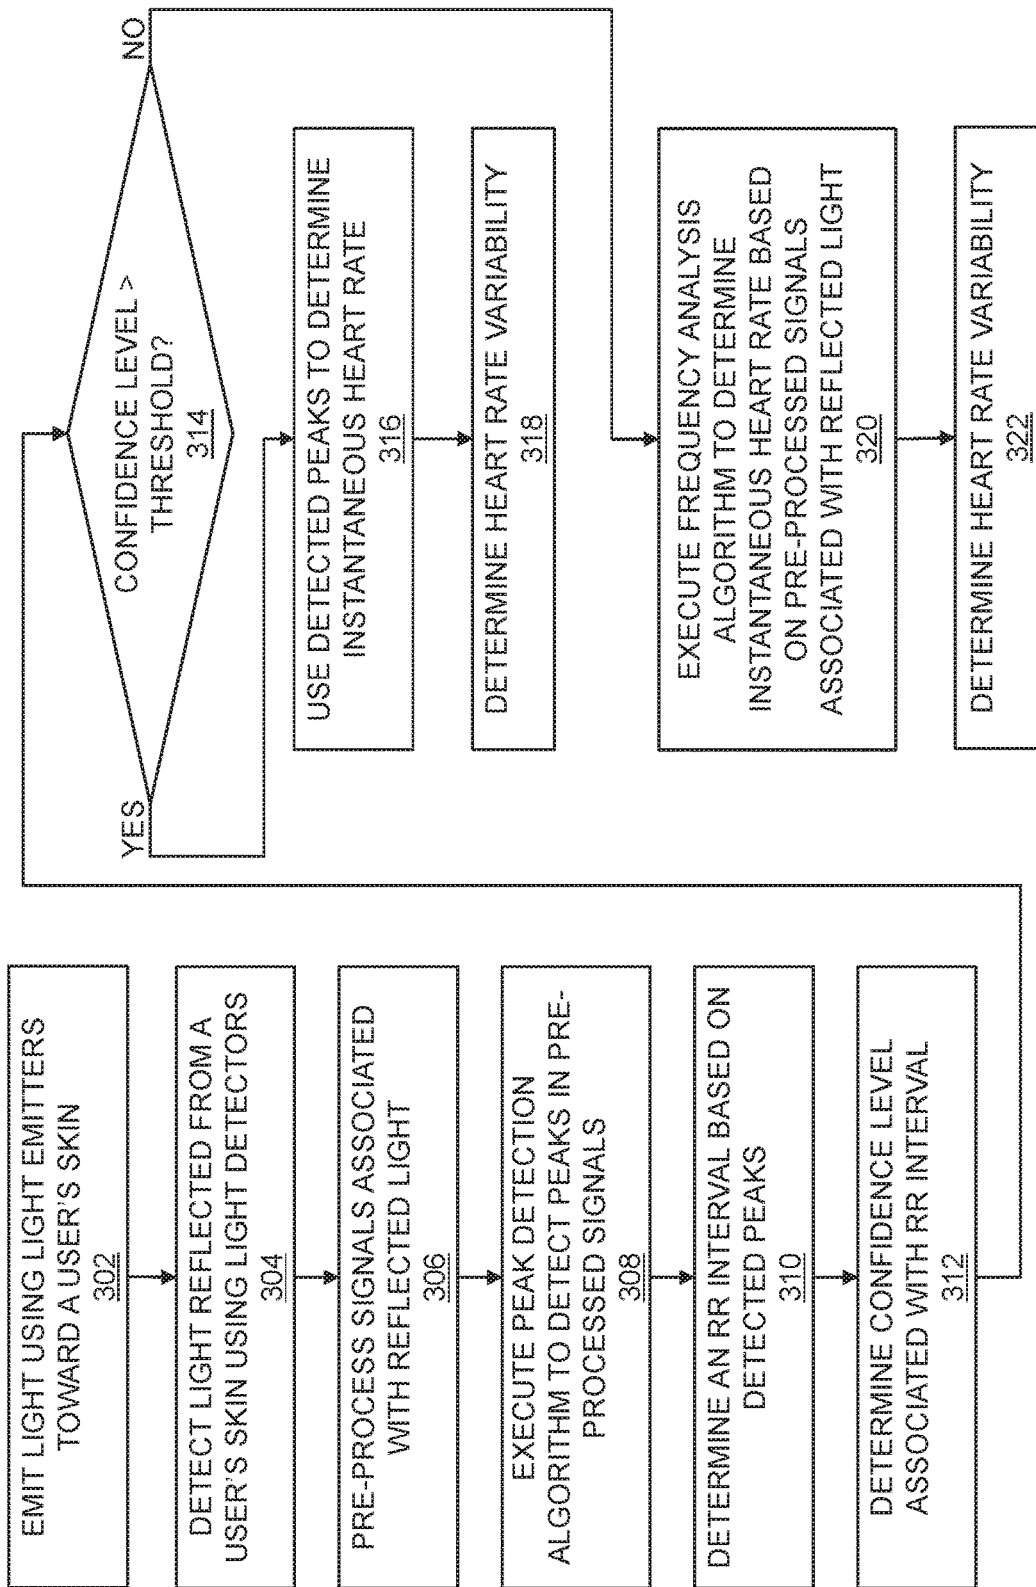 EMIT LIGHT USING LIGHT EMITTERS
TOWARD A USER'S SKIN
302
DETECT LIGHT REFLECTED FROM A
USER'S SKIN USING LIGHT DETECTORS
304
PRE-PROCESS SIGNALS ASSOCIATED
WITH REFLECTED LIGHT
306
EXECUTE PEAK DETECTION
ALGORITHM TO DETECT PEAKS IN PRE-
PROCESSED SIGNALS
308
DETERMINE AN RR INTERVAL BASED ON
DETECTED PEAKS
310
DETERMINE CONFIDENCE LEVEL
ASSOCIATED WITH RR INTERVAL
312
CONFIDENCE LEVEL >
THRESHOLD?
314
YES
NO
USE DETECTED PEAKS TO DETERMINE
INSTANTANEOUS HEART RATE
316
DETERMINE HEART RATE VARIABILITY
318
EXECUTE FREQUENCY ANALYSIS
ALGORITHM TO DETERMINE
INSTANTANEOUS HEART RATE BASED
ON PRE-PROCESSED SIGNALS
ASSOCIATED WITH REFLECTED LIGHT
320
DETERMINE HEART RATE VARIABILITY
322